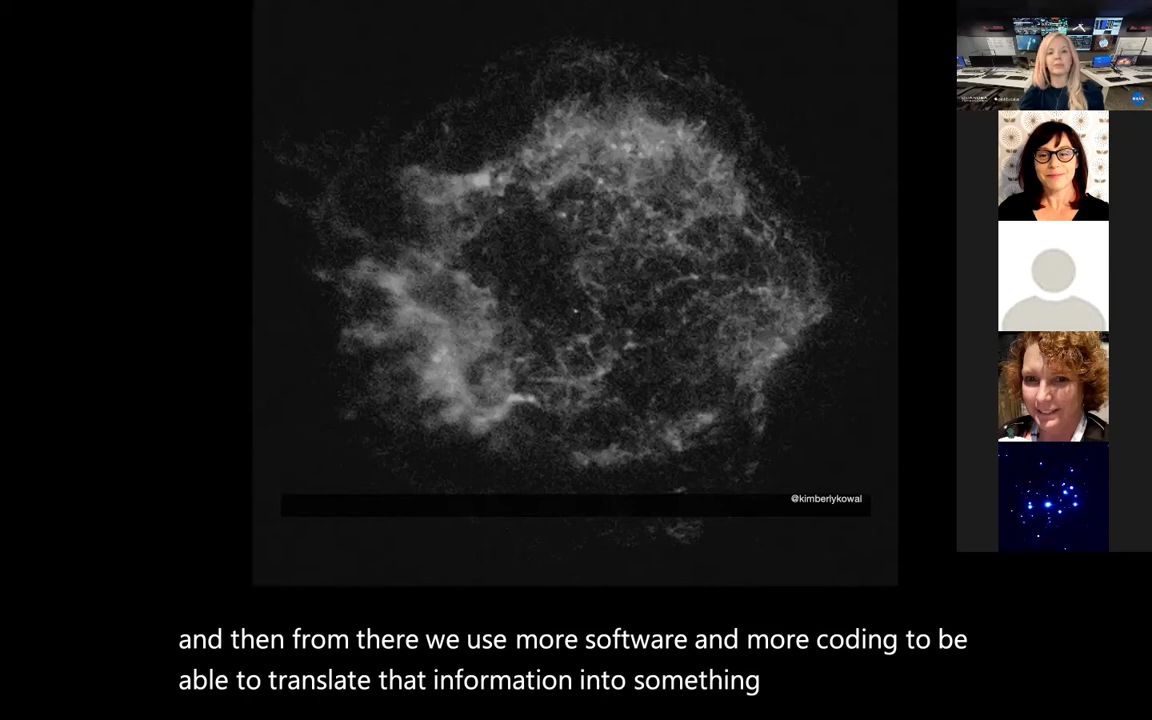 @kimberlykowal
and then from there we use more software and more coding to be
able to translate that information into something